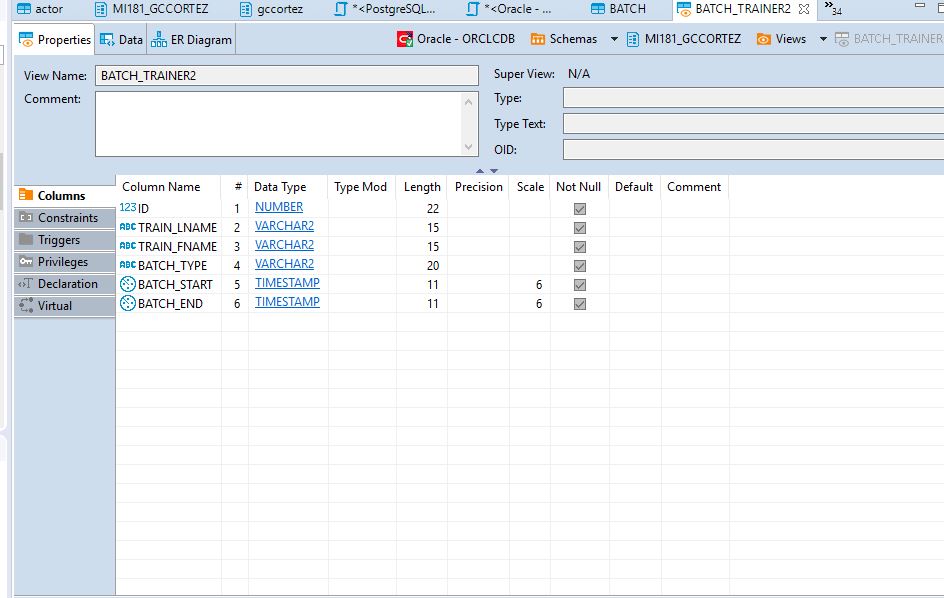 actor MI181_GCCORTEZ gccortez *<PostgreSQL... *<Oracle - ... BATCH BATCH_TRAINER2 34
Properties Data ER Diagram Oracle - ORCLCDB Schemas MI181_GCCORTEZ Views BATCH_TRAINER
View Name: BATCH_TRAINER2 Super View: N/A
Comment: Type:
Type Text:
OID:
Columns
Constraints
Triggers
Privileges
Declaration
Virtual
Column Name # Data Type Type Mod Length Precision Scale Not Null Default Comment
123 ID 1 NUMBER 22
ABC TRAIN_LNAME 2 VARCHAR2 15
ABC TRAIN_FNAME 3 VARCHAR2 15
ABC BATCH_TYPE 4 VARCHAR2 20
BATCH_START 5 TIMESTAMP 11 6
BATCH_END 6 TIMESTAMP 11 6